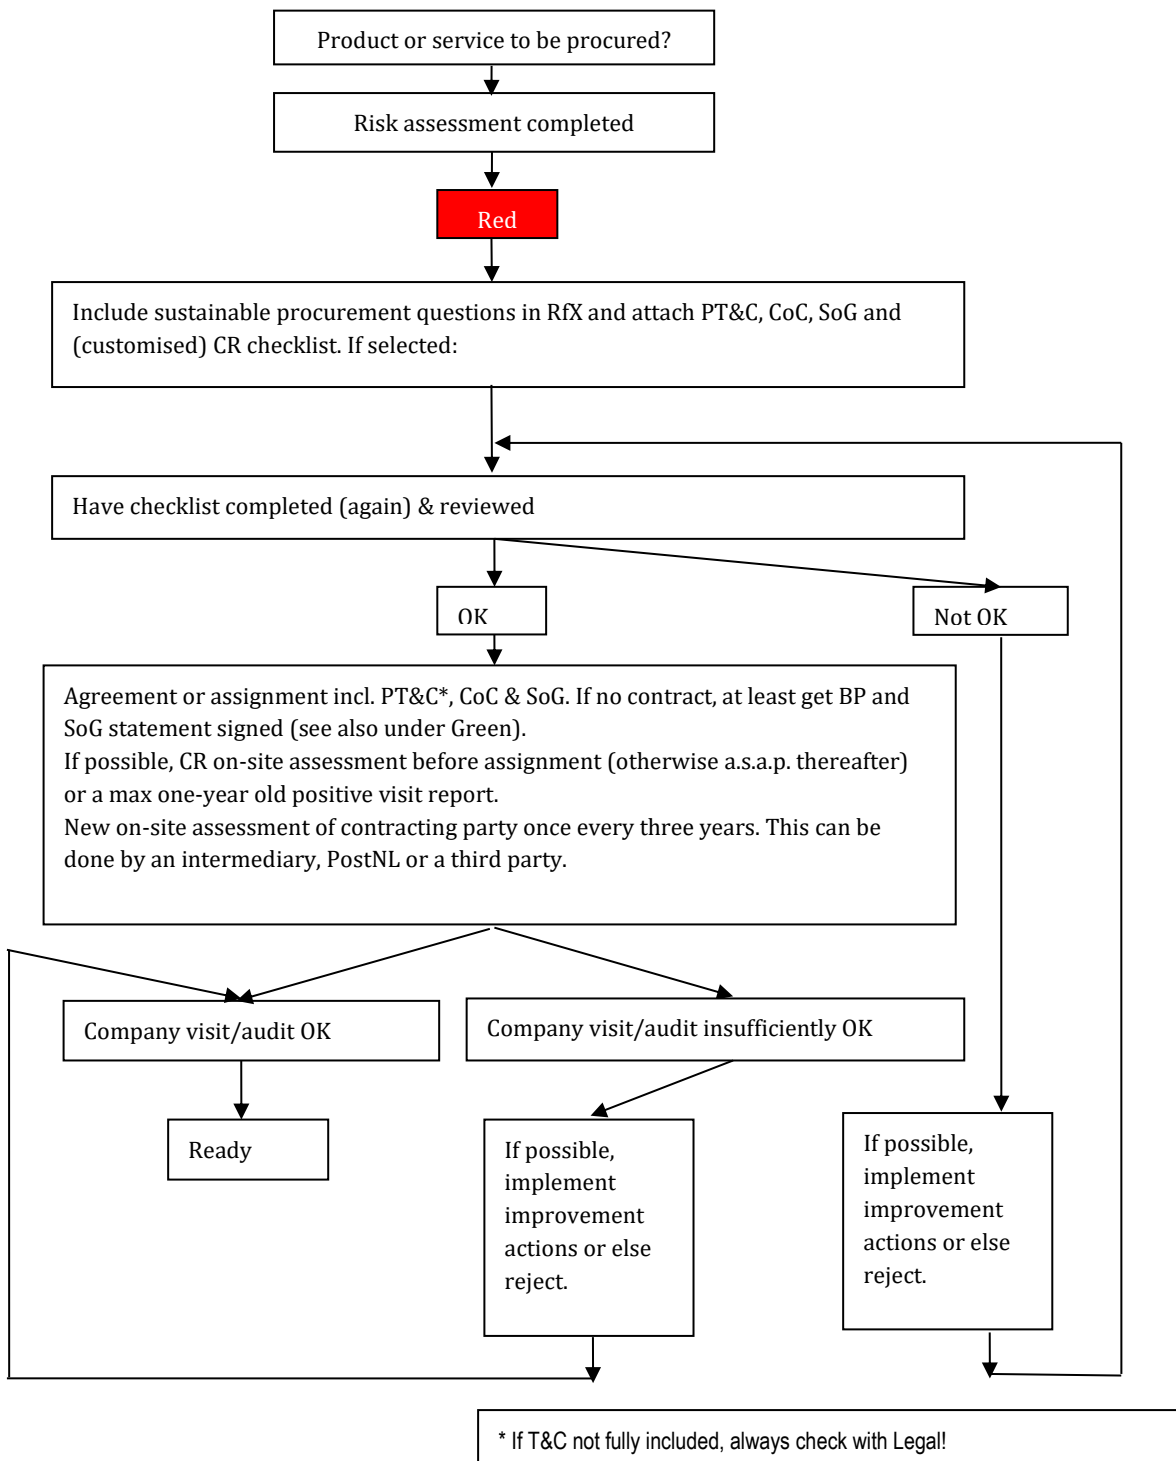 Product or service to be procured?
Risk assessment completed
Red
Include sustainable procurement questions in RfX and attach PT&C, CoC, SoG and
(customised) CR checklist. If selected:
Have checklist completed (again) & reviewed
OK
Not OK
Agreement or assignment incl. PT&C*, CoC & SoG. If no contract, at least get BP and
SoG statement signed (see also under Green).
If possible, CR on-site assessment before assignment (otherwise a.s.a.p. thereafter)
or a max one-year old positive visit report.
New on-site assessment of contracting party once every three years. This can be
done by an intermediary, PostNL or a third party.
Company visit/audit OK
Company visit/audit insufficiently OK
Ready
If possible,
implement
improvement
actions or else
reject.
If possible,
implement
improvement
actions or else
reject.
* If T&C not fully included, always check with Legal!